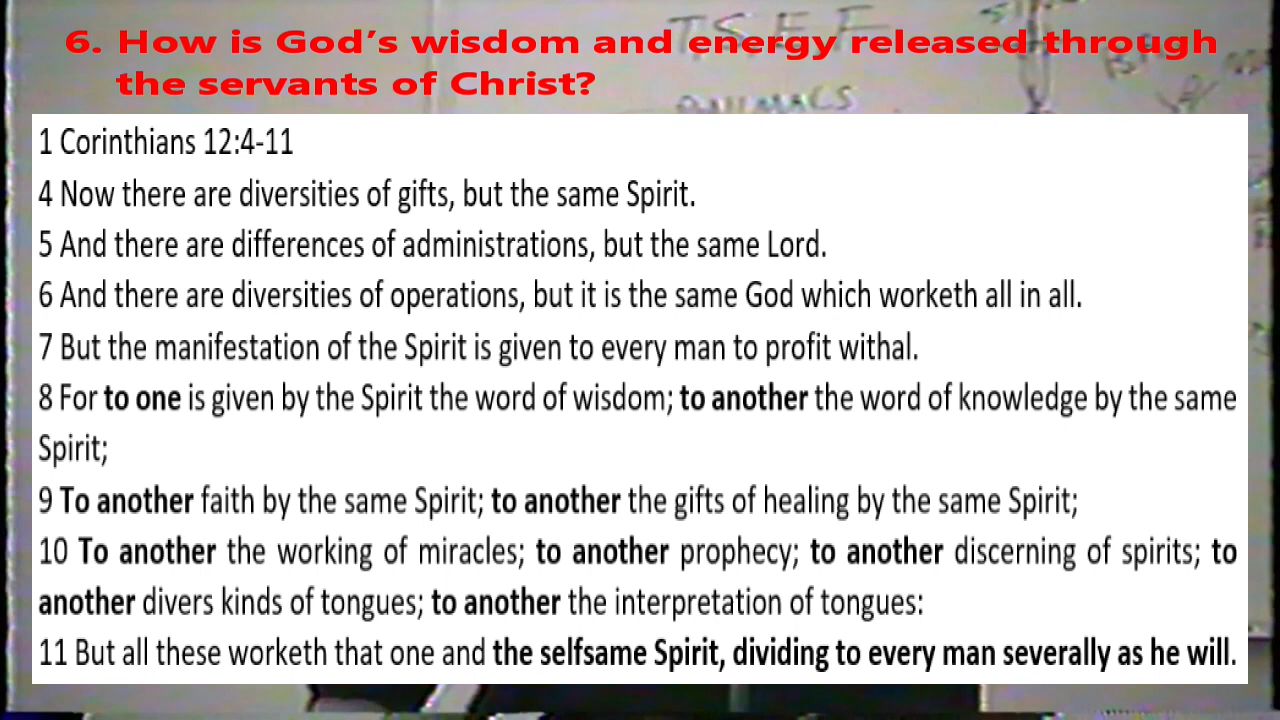 6. How is God’s wisdom and energy released through
the servants of Christ?
TSFF
ANIMALS
1 Corinthians 12:4-11
4 Now there are diversities of gifts, but the same Spirit.
5 And there are differences of administrations, but the same Lord.
6 And there are diversities of operations, but it is the same God which worketh all in all.
7 But the manifestation of the Spirit is given to every man to profit withal.
8 For to one is given by the Spirit the word of wisdom; to another the word of knowledge by the same
Spirit;
9 To another faith by the same Spirit; to another the gifts of healing by the same Spirit;
10 To another the working of miracles; to another prophecy; to another discerning of spirits; to
another divers kinds of tongues; to another the interpretation of tongues:
11 But all these worketh that one and the selfsame Spirit, dividing to every man severally as he will.